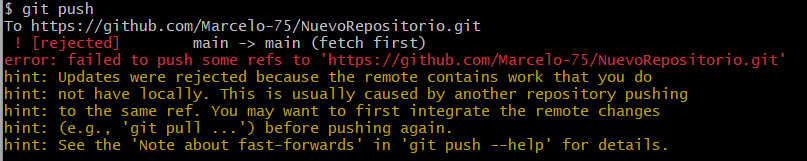 $ git push
To https://github.com/Marcelo-75/NuevoRepositorio.git
! [rejected] main -> main (fetch first)
error: failed to push some refs to 'https://github.com/Marcelo-75/NuevoRepositorio.git'
hint: Updates were rejected because the remote contains work that you do
hint: not have locally. This is usually caused by another repository pushing
hint: to the same ref. You may want to first integrate the remote changes
hint: (e.g., 'git pull ...') before pushing again.
hint: See the 'Note about fast-forwards' in 'git push --help' for details.